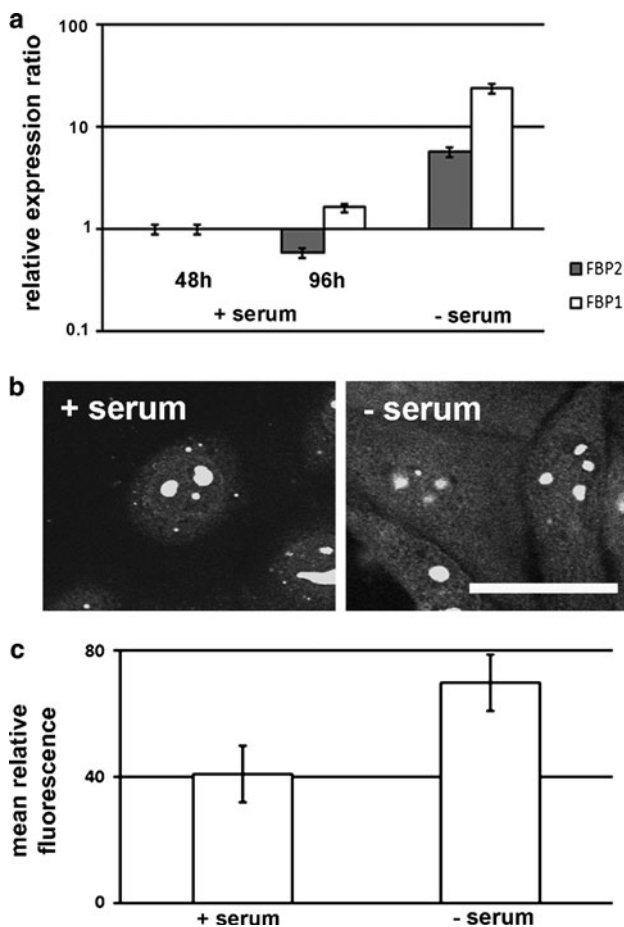 a
relative expression ratio
100
10
1
0.1
48h
96h
+ serum
- serum
FBP2
FBP1
b
+ serum
- serum
c
mean relative
fluorescence
80
40
0
+ serum
- serum